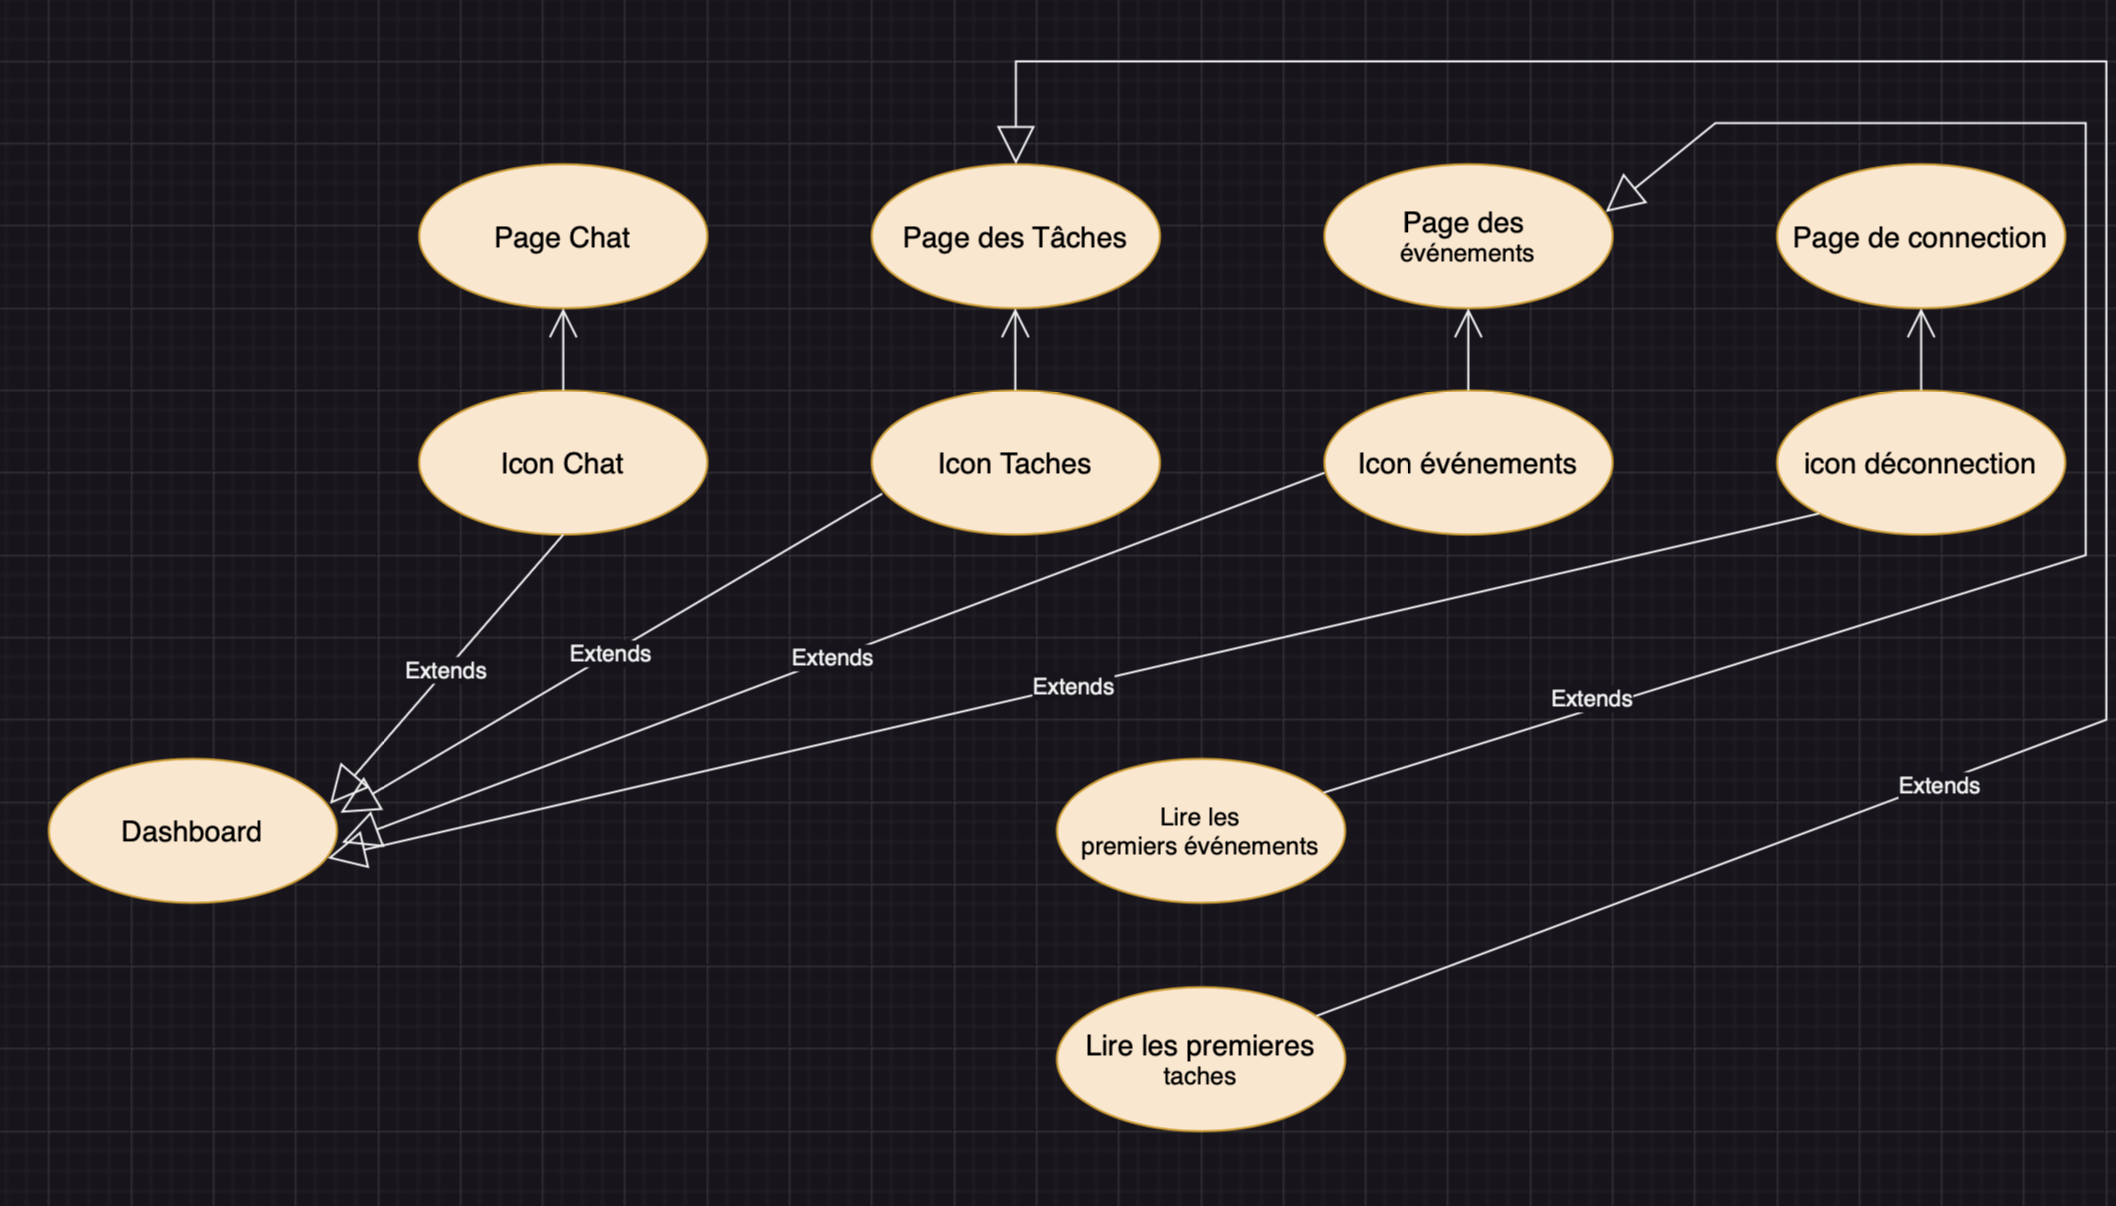 Page Chat
Page des Tâches
Page des
événements
Page de connection
Icon Chat
Icon Taches
Icon événements
icon déconnection
Extends
Extends
Extends
Extends
Extends
Extends
Dashboard
Lire les
premiers événements
Lire les premieres
taches